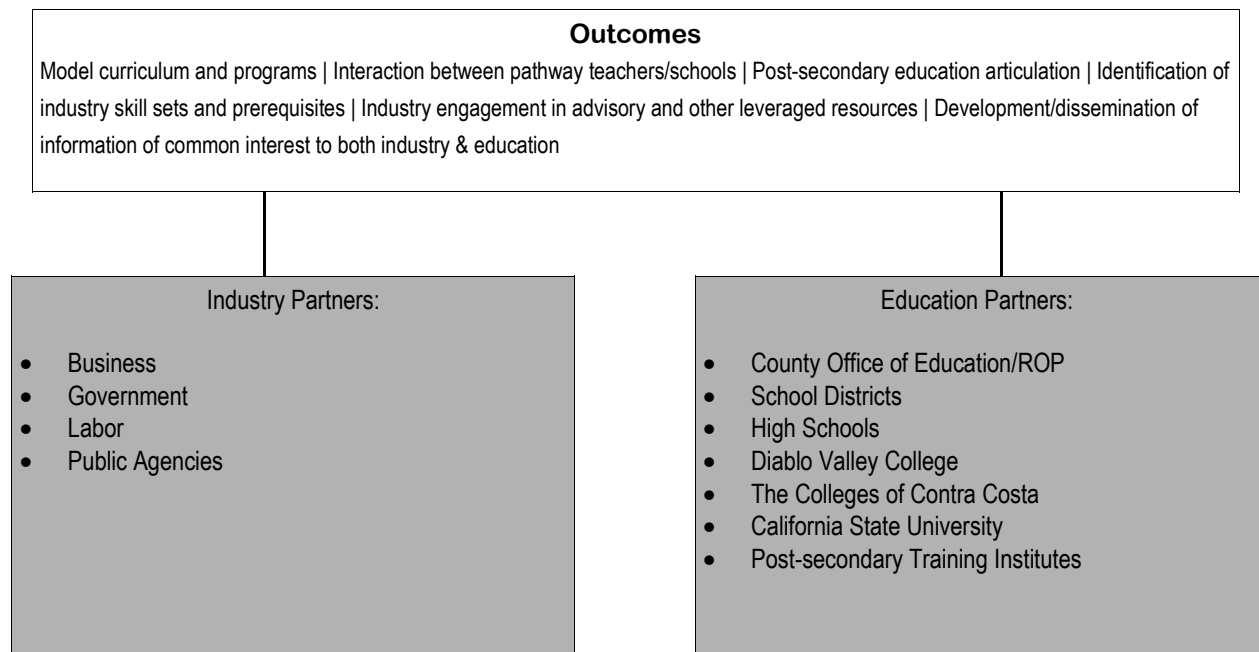 Outcomes
Model curriculum and programs | Interaction between pathway teachers/schools | Post-secondary education articulation | Identification of
industry skill sets and prerequisites | Industry engagement in advisory and other leveraged resources | Development/dissemination of
information of common interest to both industry & education
Industry Partners:
• Business
• Government
• Labor
• Public Agencies
Education Partners:
• County Office of Education/ROP
• School Districts
• High Schools
• Diablo Valley College
• The Colleges of Contra Costa
• California State University
• Post-secondary Training Institutes